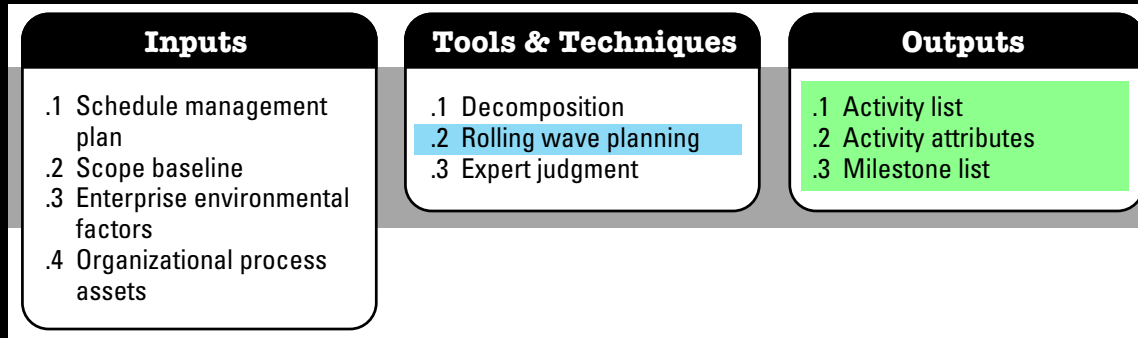 Inputs
.1 Schedule management
plan
.2 Scope baseline
.3 Enterprise environmental
factors
.4 Organizational process
assets
Tools & Techniques
.1 Decomposition
.2 Rolling wave planning
.3 Expert judgment
Outputs
.1 Activity list
.2 Activity attributes
.3 Milestone list